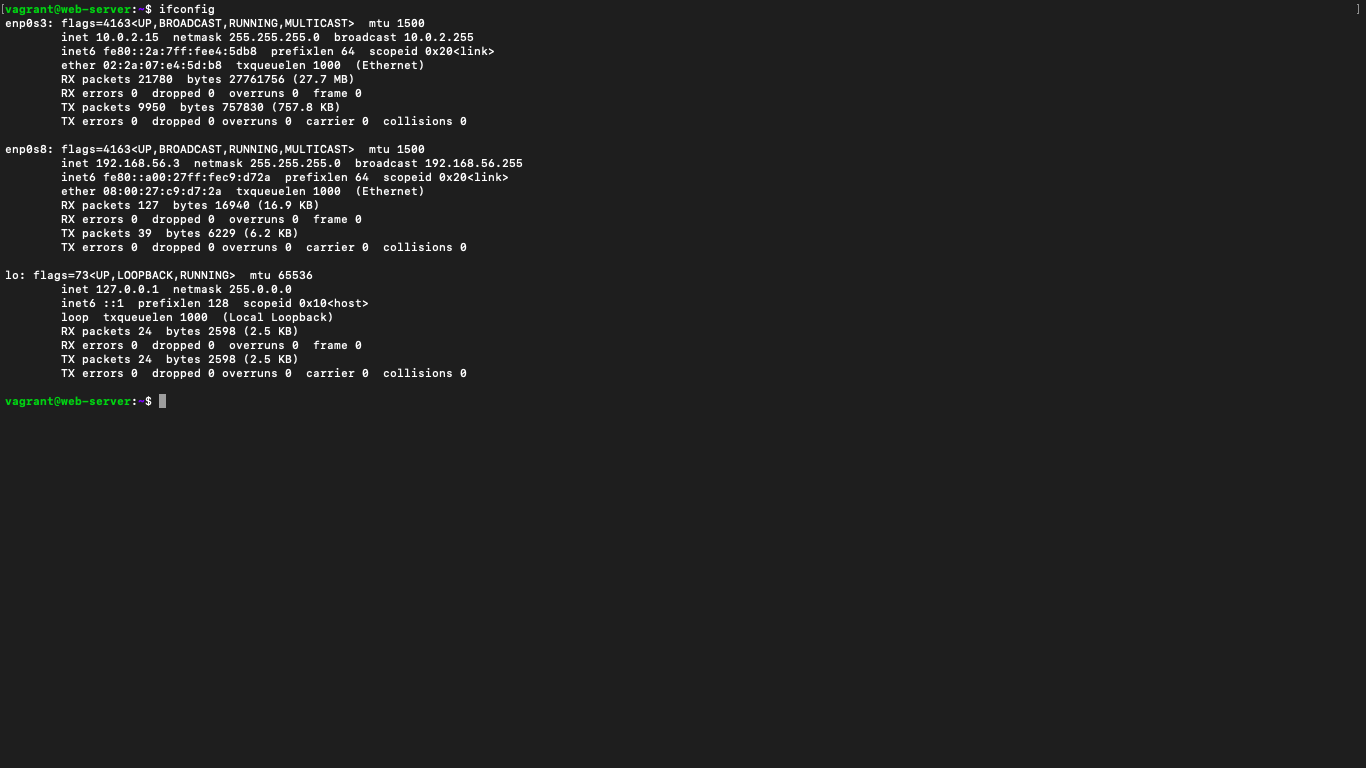 [vagrant@web-server:~$ ifconfig ]
enp0s3: flags=4163<UP,BROADCAST,RUNNING,MULTICAST>  mtu 1500
        inet 10.0.2.15  netmask 255.255.255.0  broadcast 10.0.2.255
        inet6 fe80::2a:7ff:fee4:5db8  prefixlen 64  scopeid 0x20<link>
        ether 02:2a:07:e4:5d:b8  txqueuelen 1000  (Ethernet)
        RX packets 21780  bytes 27761756 (27.7 MB)
        RX errors 0  dropped 0  overruns 0  frame 0
        TX packets 9950  bytes 757830 (757.8 KB)
        TX errors 0  dropped 0 overruns 0  carrier 0  collisions 0

enp0s8: flags=4163<UP,BROADCAST,RUNNING,MULTICAST>  mtu 1500
        inet 192.168.56.3  netmask 255.255.255.0  broadcast 192.168.56.255
        inet6 fe80::a00:27ff:fec9:d72a  prefixlen 64  scopeid 0x20<link>
        ether 08:00:27:c9:d7:2a  txqueuelen 1000  (Ethernet)
        RX packets 127  bytes 16940 (16.9 KB)
        RX errors 0  dropped 0  overruns 0  frame 0
        TX packets 39  bytes 6229 (6.2 KB)
        TX errors 0  dropped 0 overruns 0  carrier 0  collisions 0

lo: flags=73<UP,LOOPBACK,RUNNING>  mtu 65536
        inet 127.0.0.1  netmask 255.0.0.0
        inet6 ::1  prefixlen 128  scopeid 0x10<host>
        loop  txqueuelen 1000  (Local Loopback)
        RX packets 24  bytes 2598 (2.5 KB)
        RX errors 0  dropped 0  overruns 0  frame 0
        TX packets 24  bytes 2598 (2.5 KB)
        TX errors 0  dropped 0 overruns 0  carrier 0  collisions 0

vagrant@web-server:~$